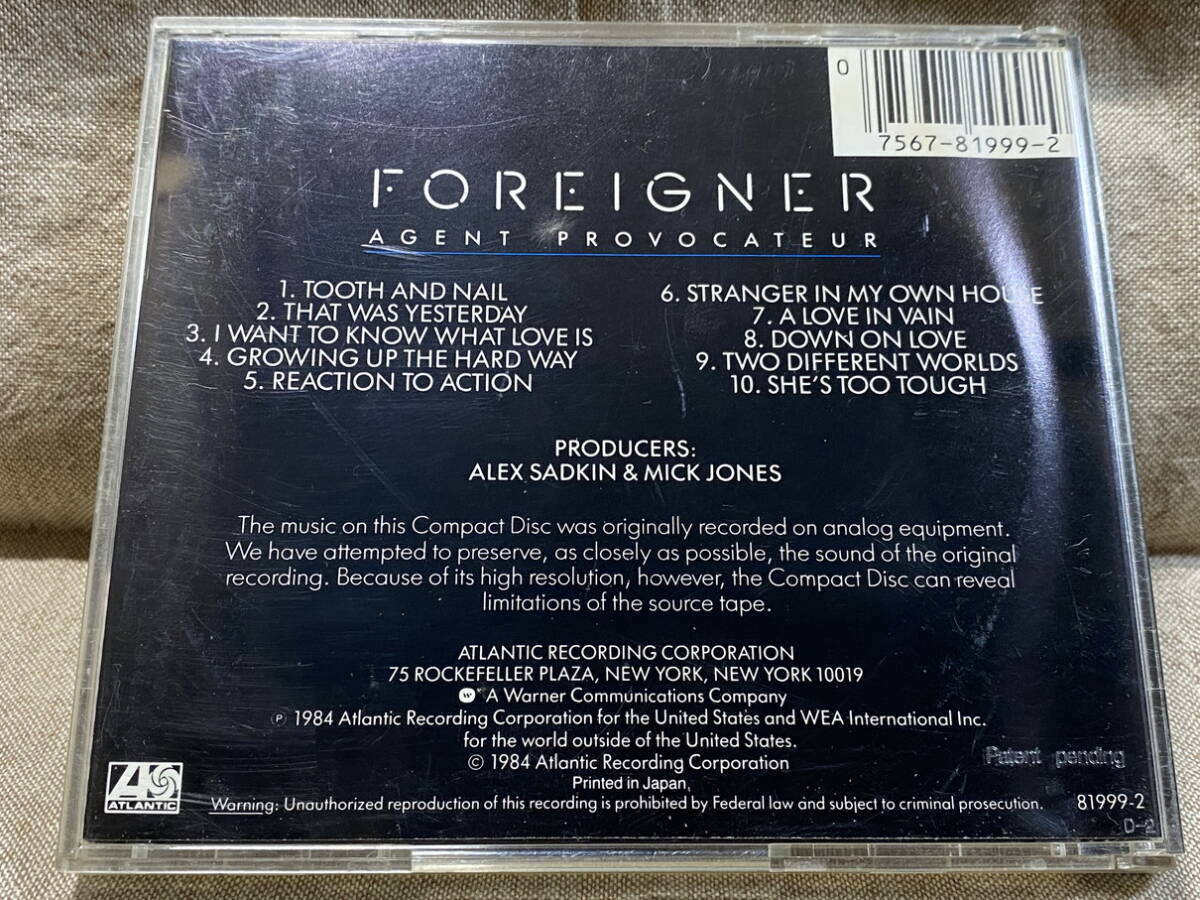 0
7567-81999-2
FOREIGNER
AGENT PROVOCATEUR
1. TOOTH AND NAIL
2. THAT WAS YESTERDAY
3. I WANT TO KNOW WHAT LOVE IS
4. GROWING UP THE HARD WAY
5. REACTION TO ACTION
6. STRANGER IN MY OWN HOUSE
7. A LOVE IN VAIN
8. DOWN ON LOVE
9. TWO DIFFERENT WORLDS
10. SHE'S TOO TOUGH
PRODUCERS:
ALEX SADKIN & MICK JONES
The music on this Compact Disc was originally recorded on analog equipment.
We have attempted to preserve, as closely as possible, the sound of the original
recording. Because of its high resolution, however, the Compact Disc can reveal
limitations of the source tape.
ATLANTIC RECORDING CORPORATION
75 ROCKEFELLER PLAZA, NEW YORK, NEW YORK 10019
W * A Warner Communications Company
℗ 1984 Atlantic Recording Corporation for the United States and WEA International Inc.
for the world outside of the United States.
© 1984 Atlantic Recording Corporation
Printed in Japan
Patent pending
ATLANTIC
Warning: Unauthorized reproduction of this recording is prohibited by Federal law and subject to criminal prosecution.
81999-2
D-2